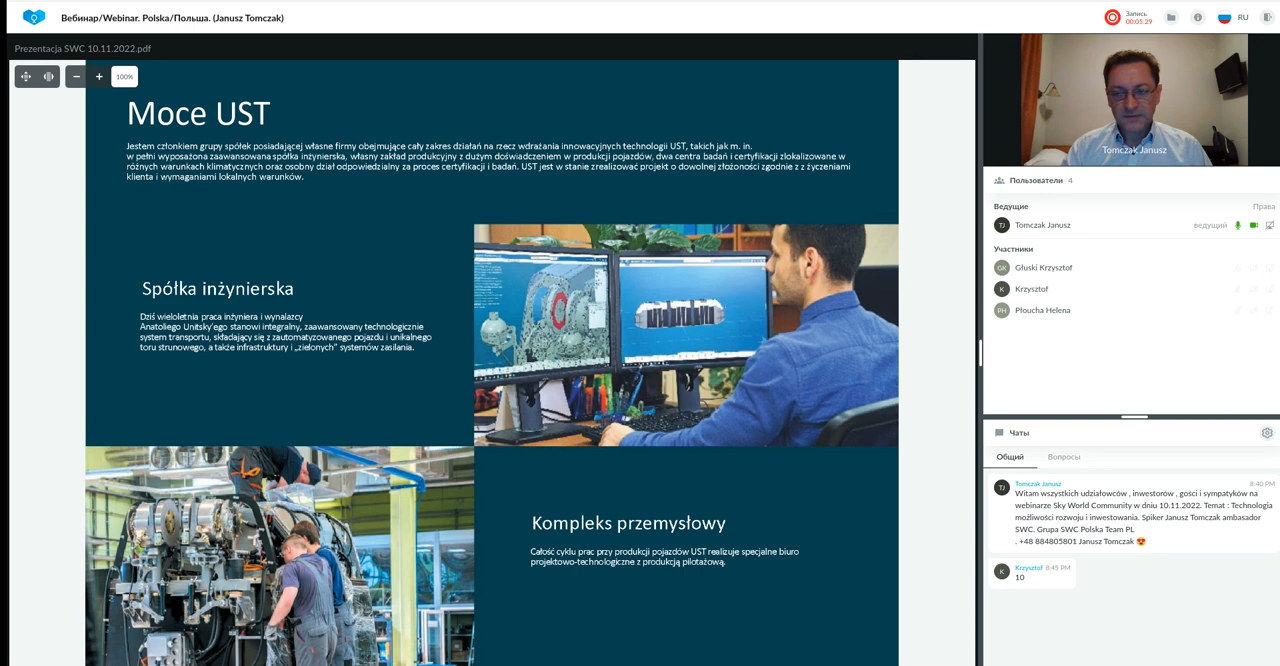 Вебинар/Webinar. Polska/Польша. (Janusz Tomczak)
Запись
00:05:29
RU
Prezentacja SWC 10.11.2022.pdf
100%
Moce UST
Jestem członkiem grupy spółek posiadającej własne firmy obejmujące cały zakres działań na rzecz wdrażania innowacyjnych technologii UST, takich jak m. in.
w pełni wyposażona zaawansowana spółka inżynierska, własny zakład produkcyjny z dużym doświadczeniem w produkcji pojazdów, dwa centra badań i certyfikacji zlokalizowane w
różnych warunkach klimatycznych oraz osobny dział odpowiedzialny za proces certyfikacji i badań. UST jest w stanie zrealizować projekt o dowolnej złożoności zgodnie z z życzeniami
klienta i wymaganiami lokalnych warunków.
Spółka inżynierska
Dziś wieloletnia praca inżyniera i wynalazcy
Anatoliego Unitsky'ego stanowi integralny, zaawansowany technologicznie
system transportu, składający się z zautomatyzowanego pojazdu i unikalnego
toru strunowego, a także infrastruktury i „zielonych" systemów zasilania.
Kompleks przemysłowy
Całość cyklu prac przy produkcji pojazdów UST realizuje specjalne biuro
projektowo-technologiczne z produkcją pilotażową.
Tomczak Janusz
Пользователи 4
Ведущие Права
TJ Tomczak Janusz ведущий
Участники
GK Głuski Krzysztof
K Krzysztof
PH Płoucha Helena
Чаты
Общий Вопросы
TJ Tomczak Janusz 8:40 PM
Witam wszystkich udziałowców , inwestorów , gości i sympatyków na
webinarze Sky World Community w dniu 10.11.2022. Temat : Technologia
możliwości rozwoju i inwestowania. Spiker Janusz Tomczak ambasador
SWC. Grupa SWC Polska Team PL
. +48 884805801 Janusz Tomczak 😍
K Krzysztof 8:45 PM
10